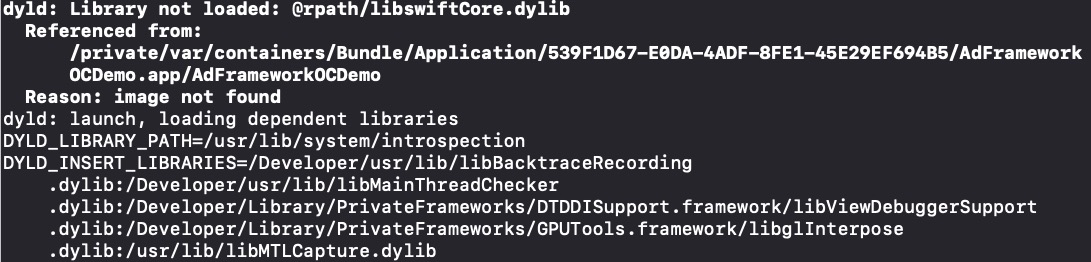 dyld: Library not loaded: @rpath/libswiftCore.dylib
  Referenced from:
      /private/var/containers/Bundle/Application/539F1D67-E0DA-4ADF-8FE1-45E29EF694B5/AdFramework
      OCDemo.app/AdFrameworkOCDemo
  Reason: image not found
dyld: launch, loading dependent libraries
DYLD_LIBRARY_PATH=/usr/lib/system/introspection
DYLD_INSERT_LIBRARIES=/Developer/usr/lib/libBacktraceRecording
    .dylib:/Developer/usr/lib/libMainThreadChecker
    .dylib:/Developer/Library/PrivateFrameworks/DTDDISupport.framework/libViewDebuggerSupport
    .dylib:/Developer/Library/PrivateFrameworks/GPUTools.framework/libglInterpose
    .dylib:/usr/lib/libMTLCapture.dylib